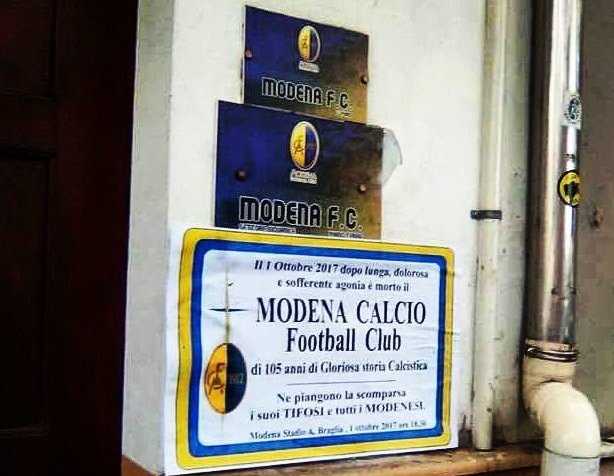 MODENA F.C.
MODENA F.C.
Il 1 Ottobre 2017 dopo lunga, dolorosa
e sofferente agonia è morto il
MODENA CALCIO
Football Club
di 105 anni di Gloriosa storia Calcistica
Ne piangono la scomparsa
i suoi TIFOSI e tutti i MODENESI.
Modena Stadio A. Braglia , 1 ottobre 2017 ore 18.30
1912